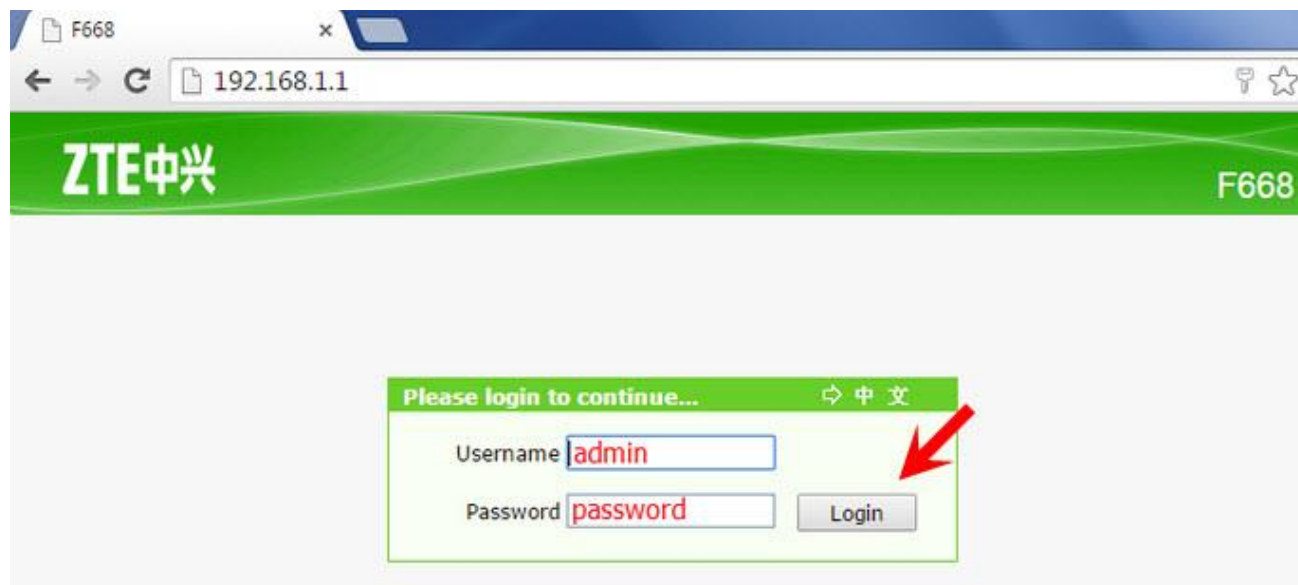 F668
192.168.1.1
ZTE中兴
F668
Please login to continue... 中 文
Username admin
Password password Login